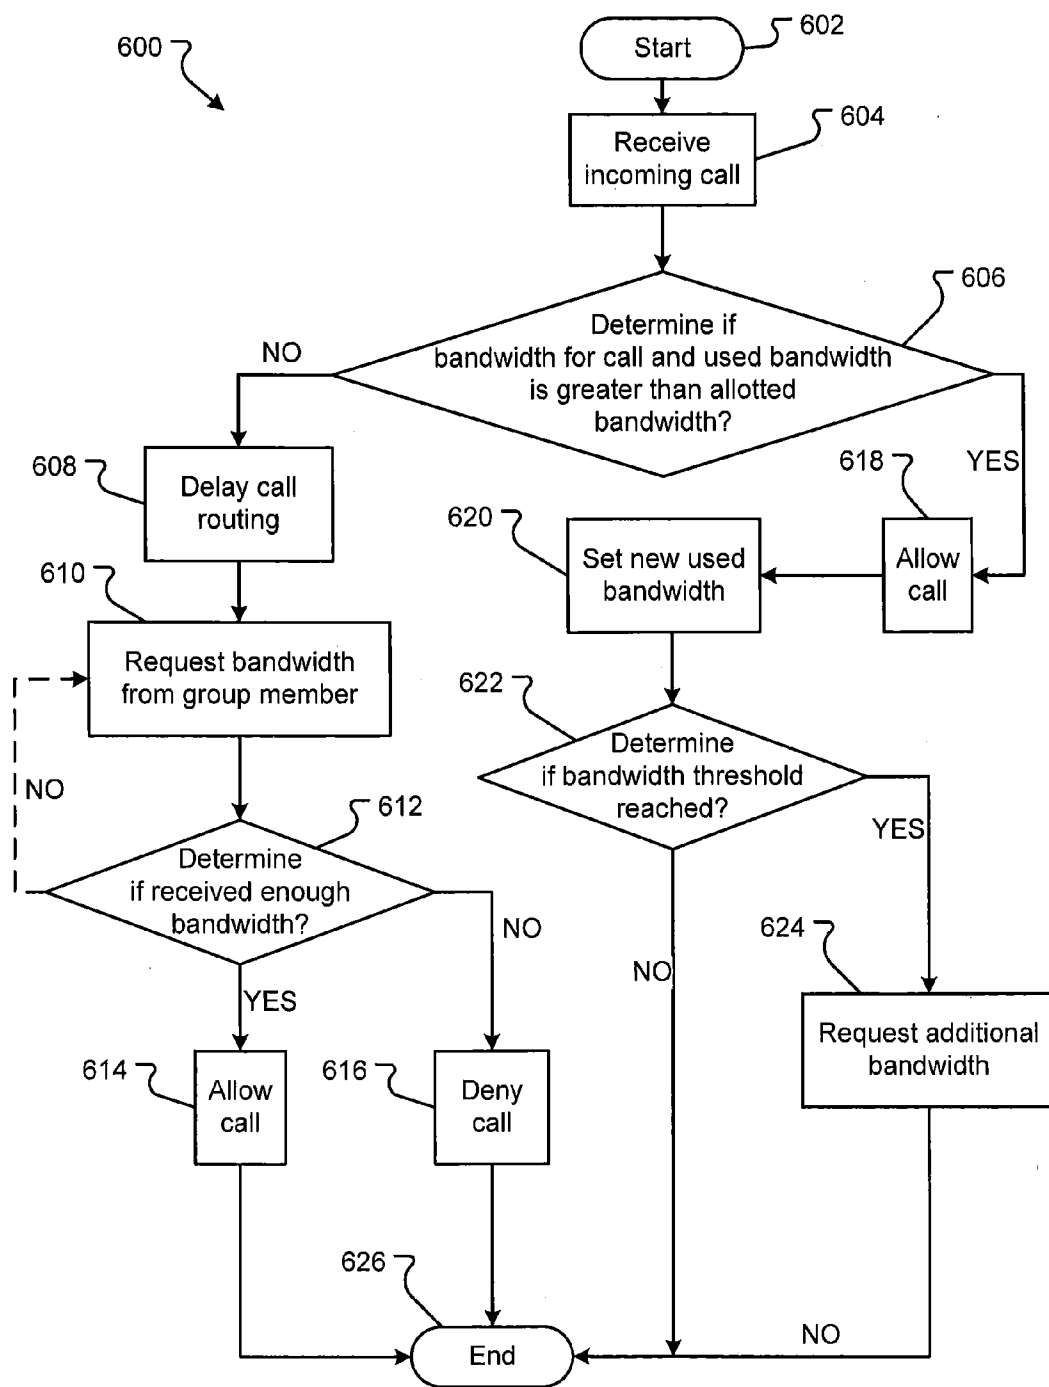 600
Start
602
Receive
incoming call
604
Determine if
bandwidth for call and used bandwidth
is greater than allotted
bandwidth?
606
NO
YES
608
Delay call
routing
618
Allow
call
620
Set new used
bandwidth
610
Request bandwidth
from group member
NO
622
Determine
if bandwidth threshold
reached?
YES
612
Determine
if received enough
bandwidth?
NO
YES
NO
624
Request additional
bandwidth
614
Allow
call
616
Deny
call
626
End
NO